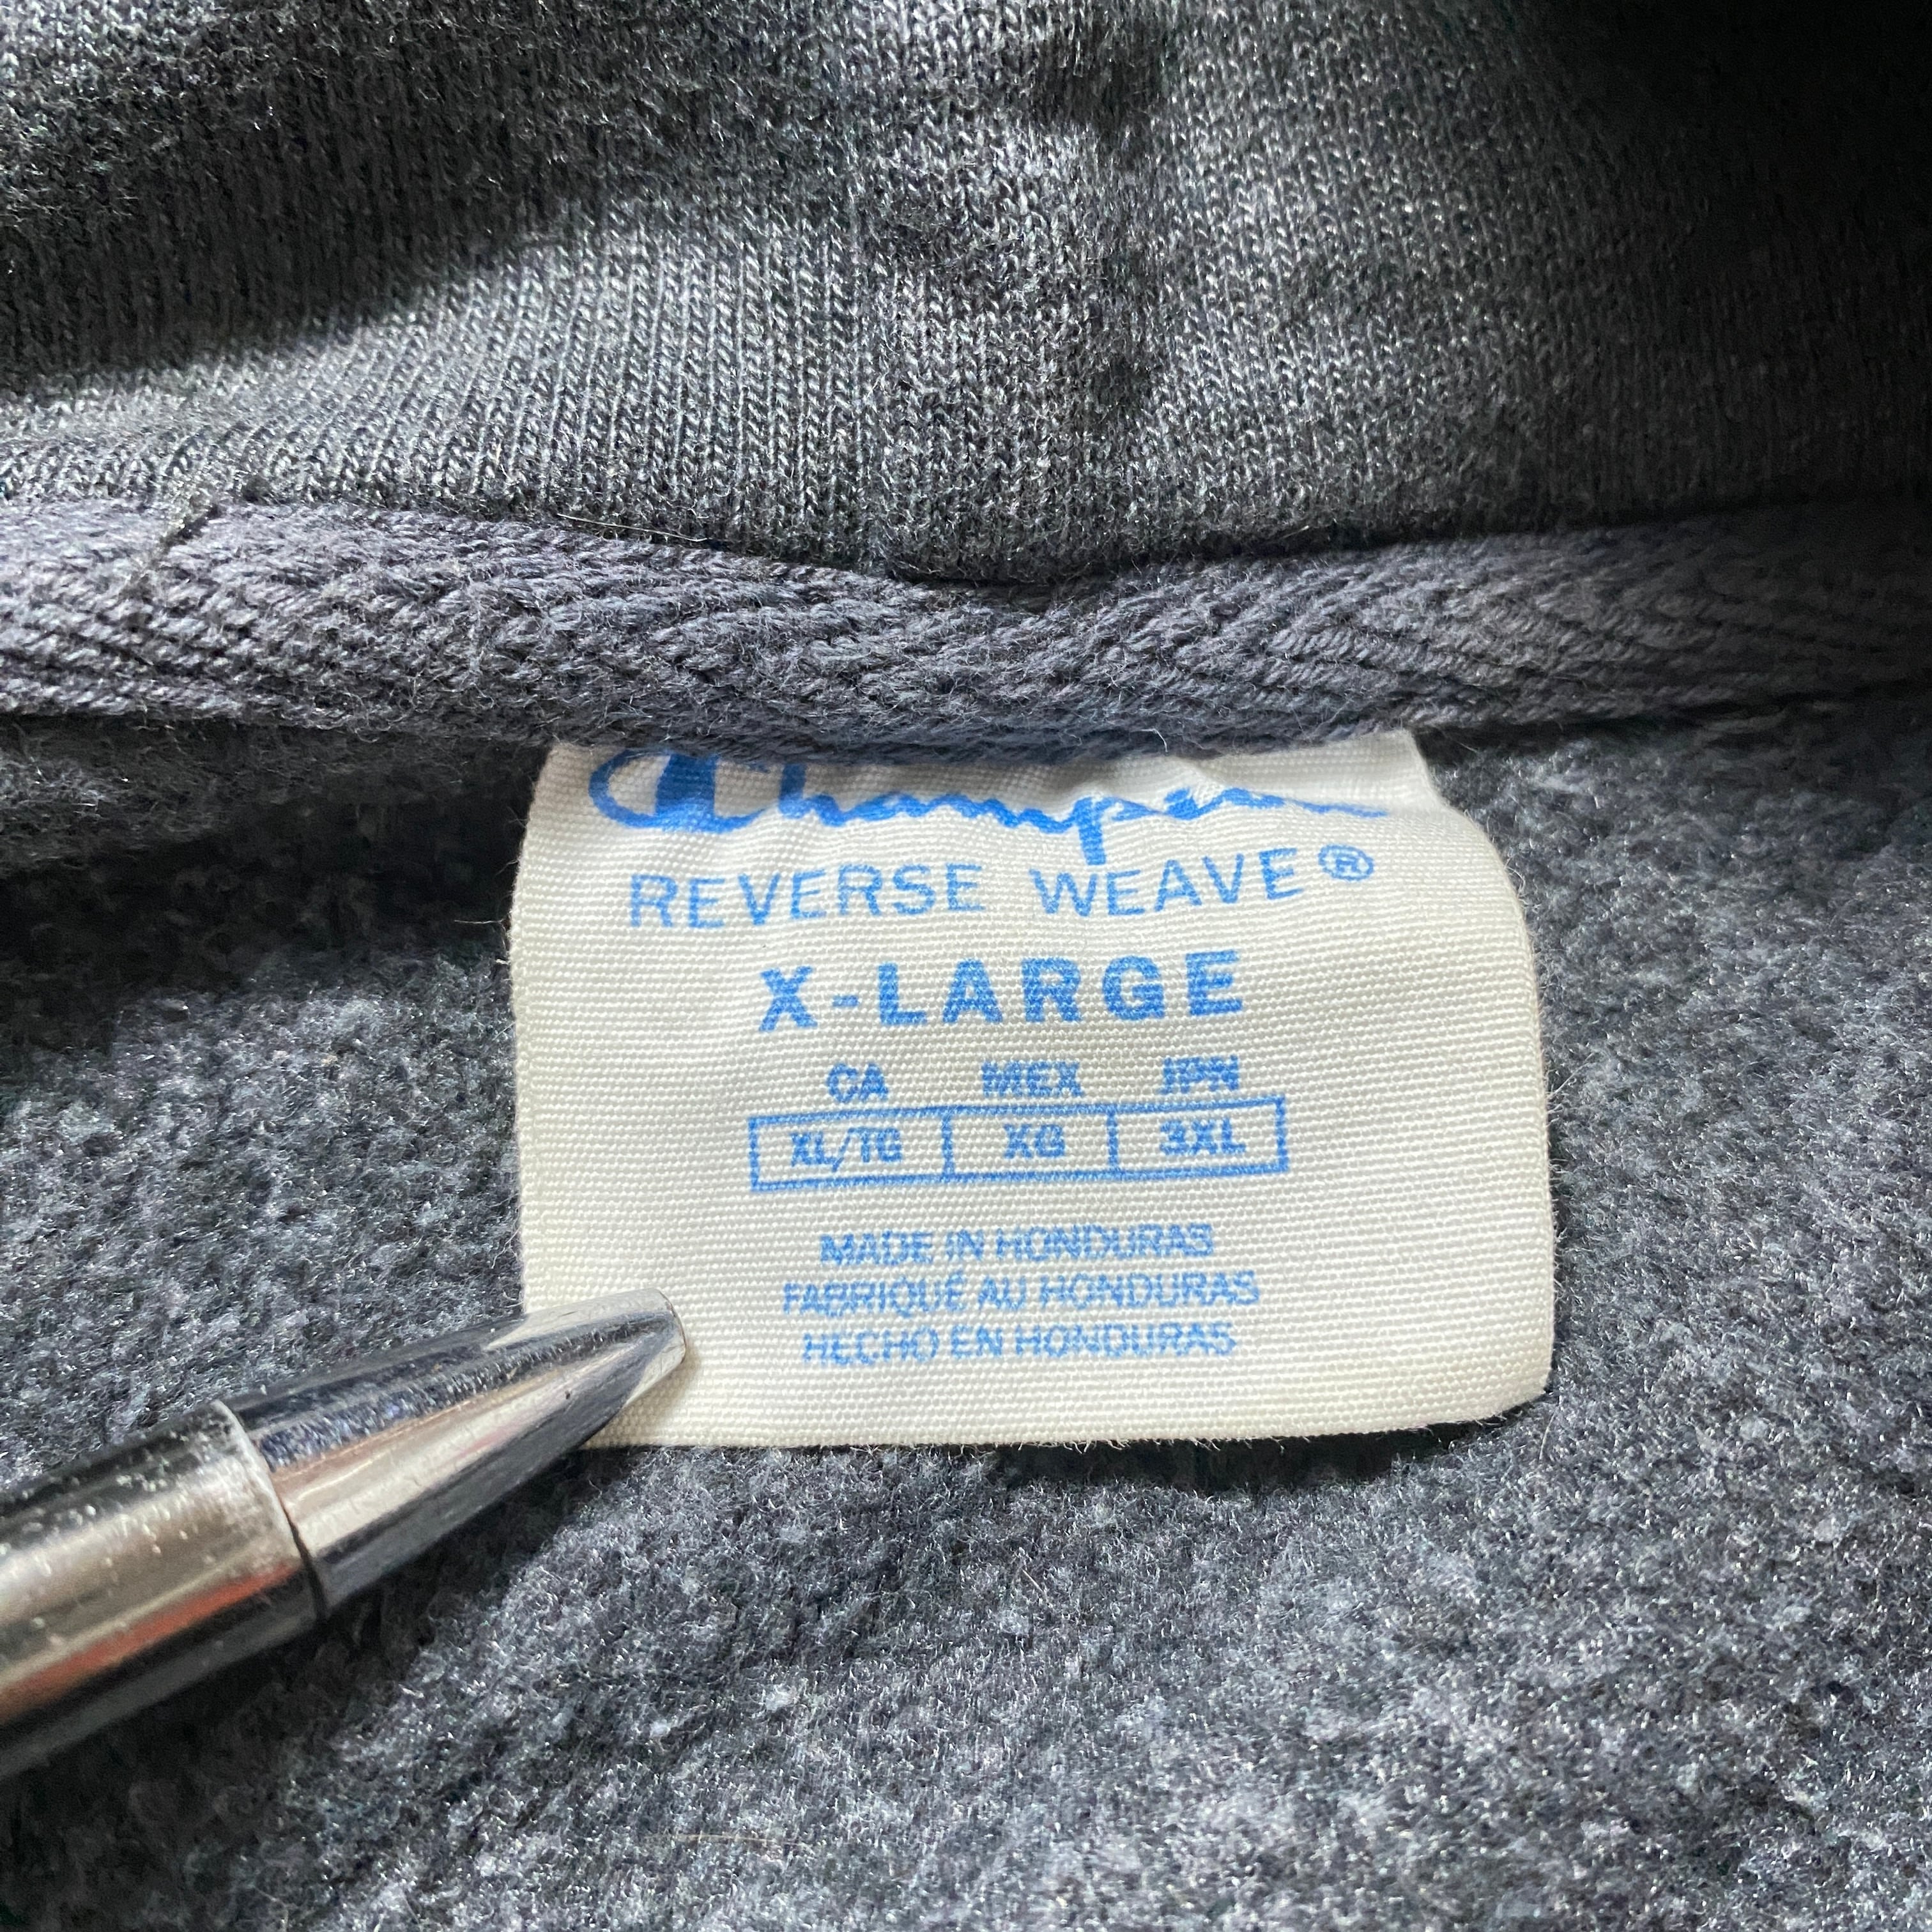 Champion
REVERSE WEAVE®
X-LARGE
CA MEX JPN
XL/TG XG 3XL
MADE IN HONDURAS
FABRIQUÉ AU HONDURAS
HECHO EN HONDURAS